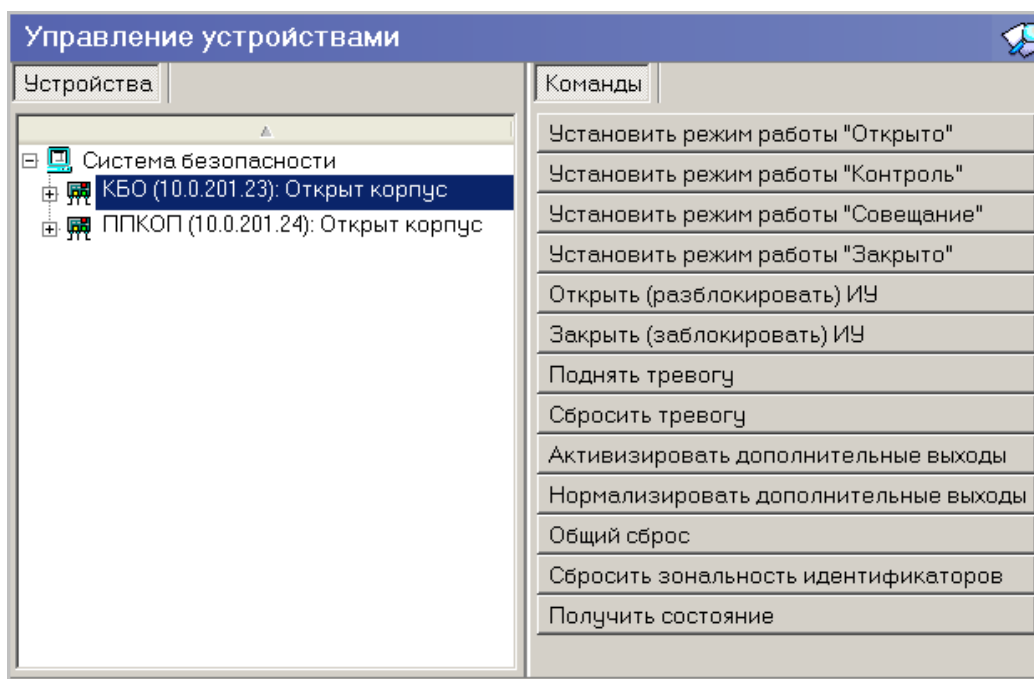 Управление устройствами
Устройства
Система безопасности
КБО (10.0.201.23): Открыт корпус
ППКОП (10.0.201.24): Открыт корпус
Команды
Установить режим работы "Открыто"
Установить режим работы "Контроль"
Установить режим работы "Совещание"
Установить режим работы "Закрыто"
Открыть (разблокировать) ИУ
Закрыть (заблокировать) ИУ
Поднять тревогу
Сбросить тревогу
Активизировать дополнительные выходы
Нормализировать дополнительные выходы
Общий сброс
Сбросить зональность идентификаторов
Получить состояние